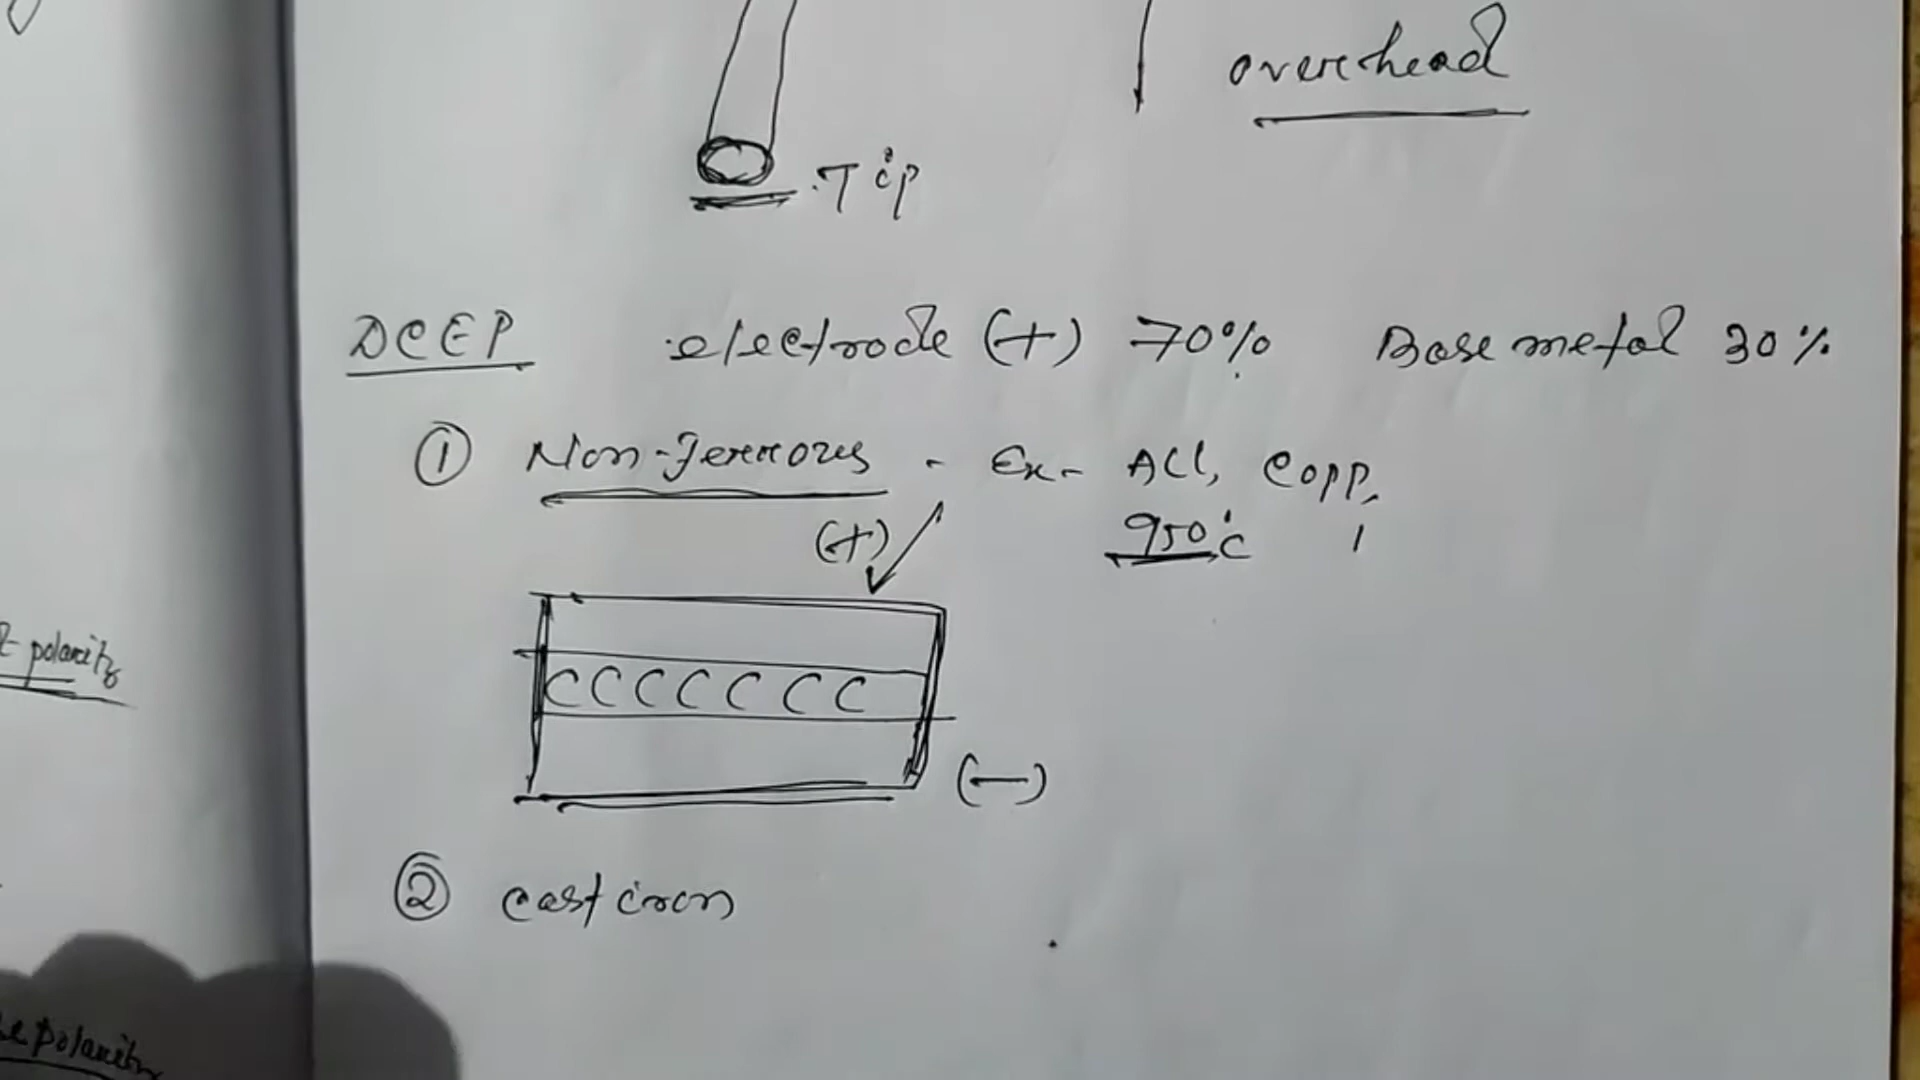 overhead
Tip
DCEP electrode (+) 70% Base metal 30%
① Non-ferrous - Ex- All, Copp,
(+) 950°C
CCCCCCC
(-)
② cast iron
polarity
polarity